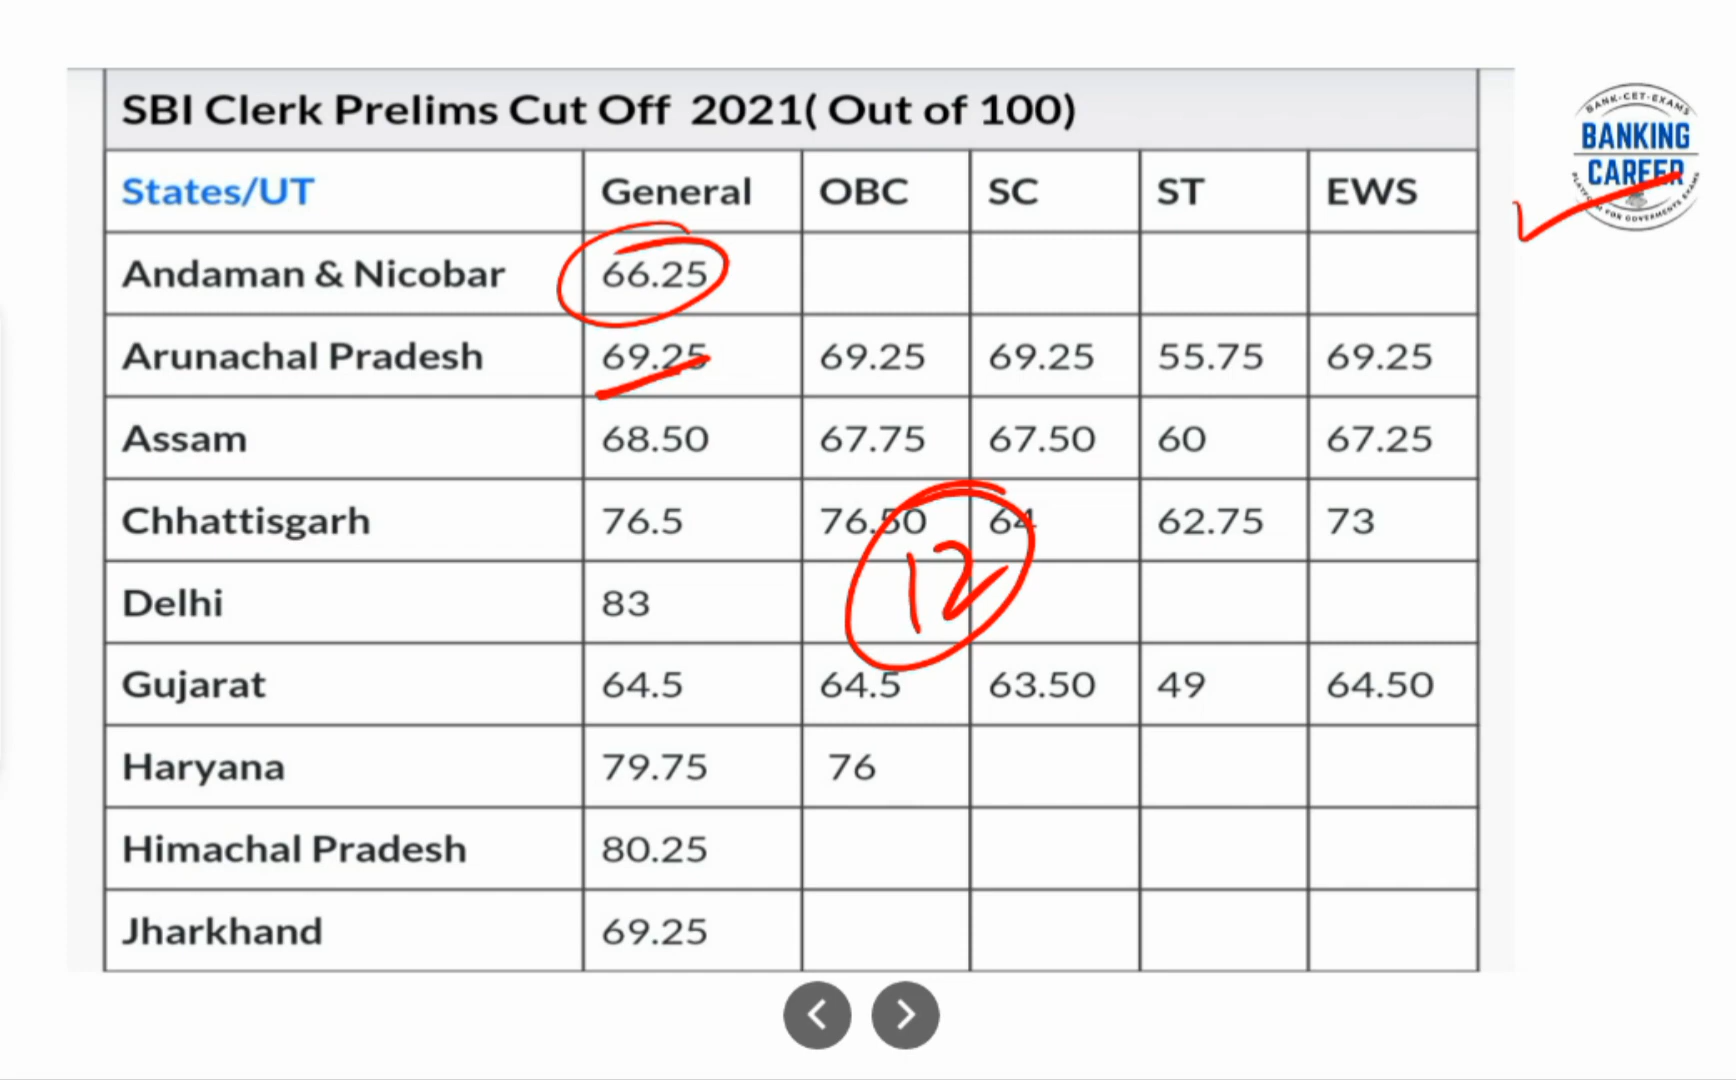 SBI Clerk Prelims Cut Off 2021( Out of 100)
States/UT General OBC SC ST EWS
Andaman & Nicobar 66.25
Arunachal Pradesh 69.25 69.25 69.25 55.75 69.25
Assam 68.50 67.75 67.50 60 67.25
Chhattisgarh 76.5 76.50 64 62.75 73
12
Delhi 83
Gujarat 64.5 64.5 63.50 49 64.50
Haryana 79.75 76
Himachal Pradesh 80.25
Jharkhand 69.25
BANK-CET-EXAMS
BANKING
CAREER